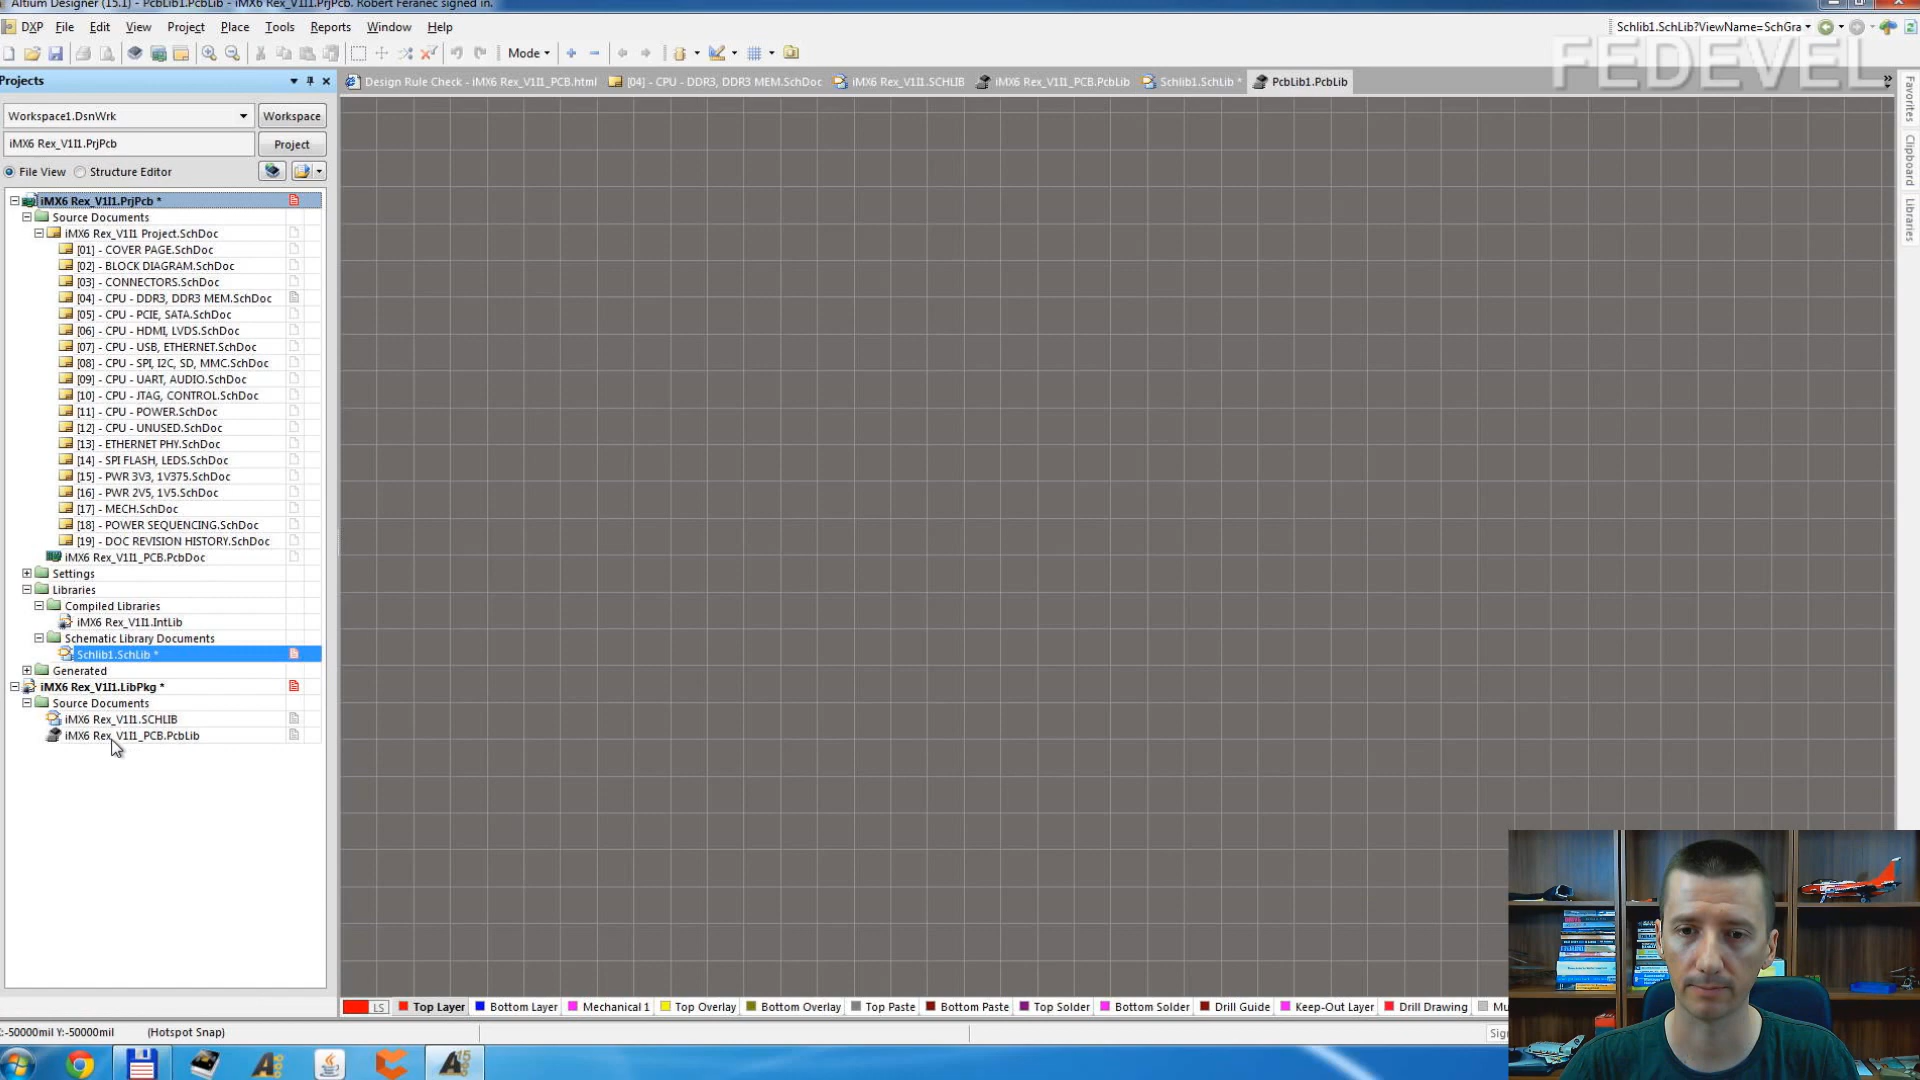 Altium Designer (15.1) - PcbLib1.PcbLib - iMX6 Rex_V1I1.PrjPcb. Robert Feranec signed in.
DXP File Edit View Project Place Tools Reports Window Help
Schlib1.SchLib?ViewName=SchGra
Mode
FEDEVEL
Projects
Design Rule Check - iMX6 Rex_V1I1_PCB.html
[04] - CPU - DDR3, DDR3 MEM.SchDoc
iMX6 Rex_V1I1.SCHLIB
iMX6 Rex_V1I1_PCB.PcbLib
Schlib1.SchLib *
PcbLib1.PcbLib
Favorites
Clipboard
Libraries
Workspace1.DsnWrk
Workspace
iMX6 Rex_V1I1.PrjPcb
Project
File View
Structure Editor
iMX6 Rex_V1I1.PrjPcb *
Source Documents
iMX6 Rex_V1I1 Project.SchDoc
[01] - COVER PAGE.SchDoc
[02] - BLOCK DIAGRAM.SchDoc
[03] - CONNECTORS.SchDoc
[04] - CPU - DDR3, DDR3 MEM.SchDoc
[05] - CPU - PCIE, SATA.SchDoc
[06] - CPU - HDMI, LVDS.SchDoc
[07] - CPU - USB, ETHERNET.SchDoc
[08] - CPU - SPI, I2C, SD, MMC.SchDoc
[09] - CPU - UART, AUDIO.SchDoc
[10] - CPU - JTAG, CONTROL.SchDoc
[11] - CPU - POWER.SchDoc
[12] - CPU - UNUSED.SchDoc
[13] - ETHERNET PHY.SchDoc
[14] - SPI FLASH, LEDS.SchDoc
[15] - PWR 3V3, 1V375.SchDoc
[16] - PWR 2V5, 1V5.SchDoc
[17] - MECH.SchDoc
[18] - POWER SEQUENCING.SchDoc
[19] - DOC REVISION HISTORY.SchDoc
iMX6 Rex_V1I1_PCB.PcbDoc
Settings
Libraries
Compiled Libraries
iMX6 Rex_V1I1.IntLib
Schematic Library Documents
Schlib1.SchLib *
Generated
iMX6 Rex_V1I1.LibPkg *
Source Documents
iMX6 Rex_V1I1.SCHLIB
iMX6 Rex_V1I1_PCB.PcbLib
LS
Top Layer
Bottom Layer
Mechanical 1
Top Overlay
Bottom Overlay
Top Paste
Bottom Paste
Top Solder
Bottom Solder
Drill Guide
Keep-Out Layer
Drill Drawing
Mu
:-50000mil Y:-50000mil (Hotspot Snap)
Sig